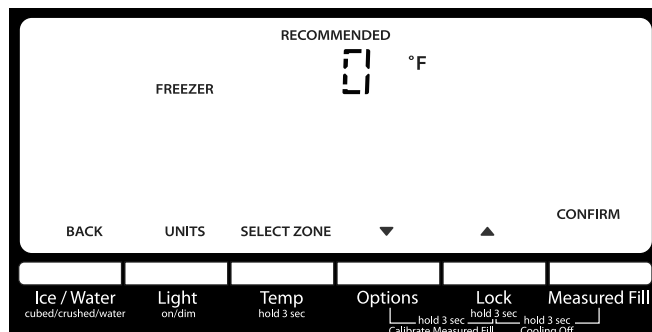 RECOMMENDED
0 °F
FREEZER
CONFIRM
BACK UNITS SELECT ZONE ▼ ▲
Ice / Water Light Temp Options Lock Measured Fill
cubed/crushed/water on/dim hold 3 sec hold 3 sec
hold 3 sec hold 3 sec
Calibrate Measured Fill Cooling Off